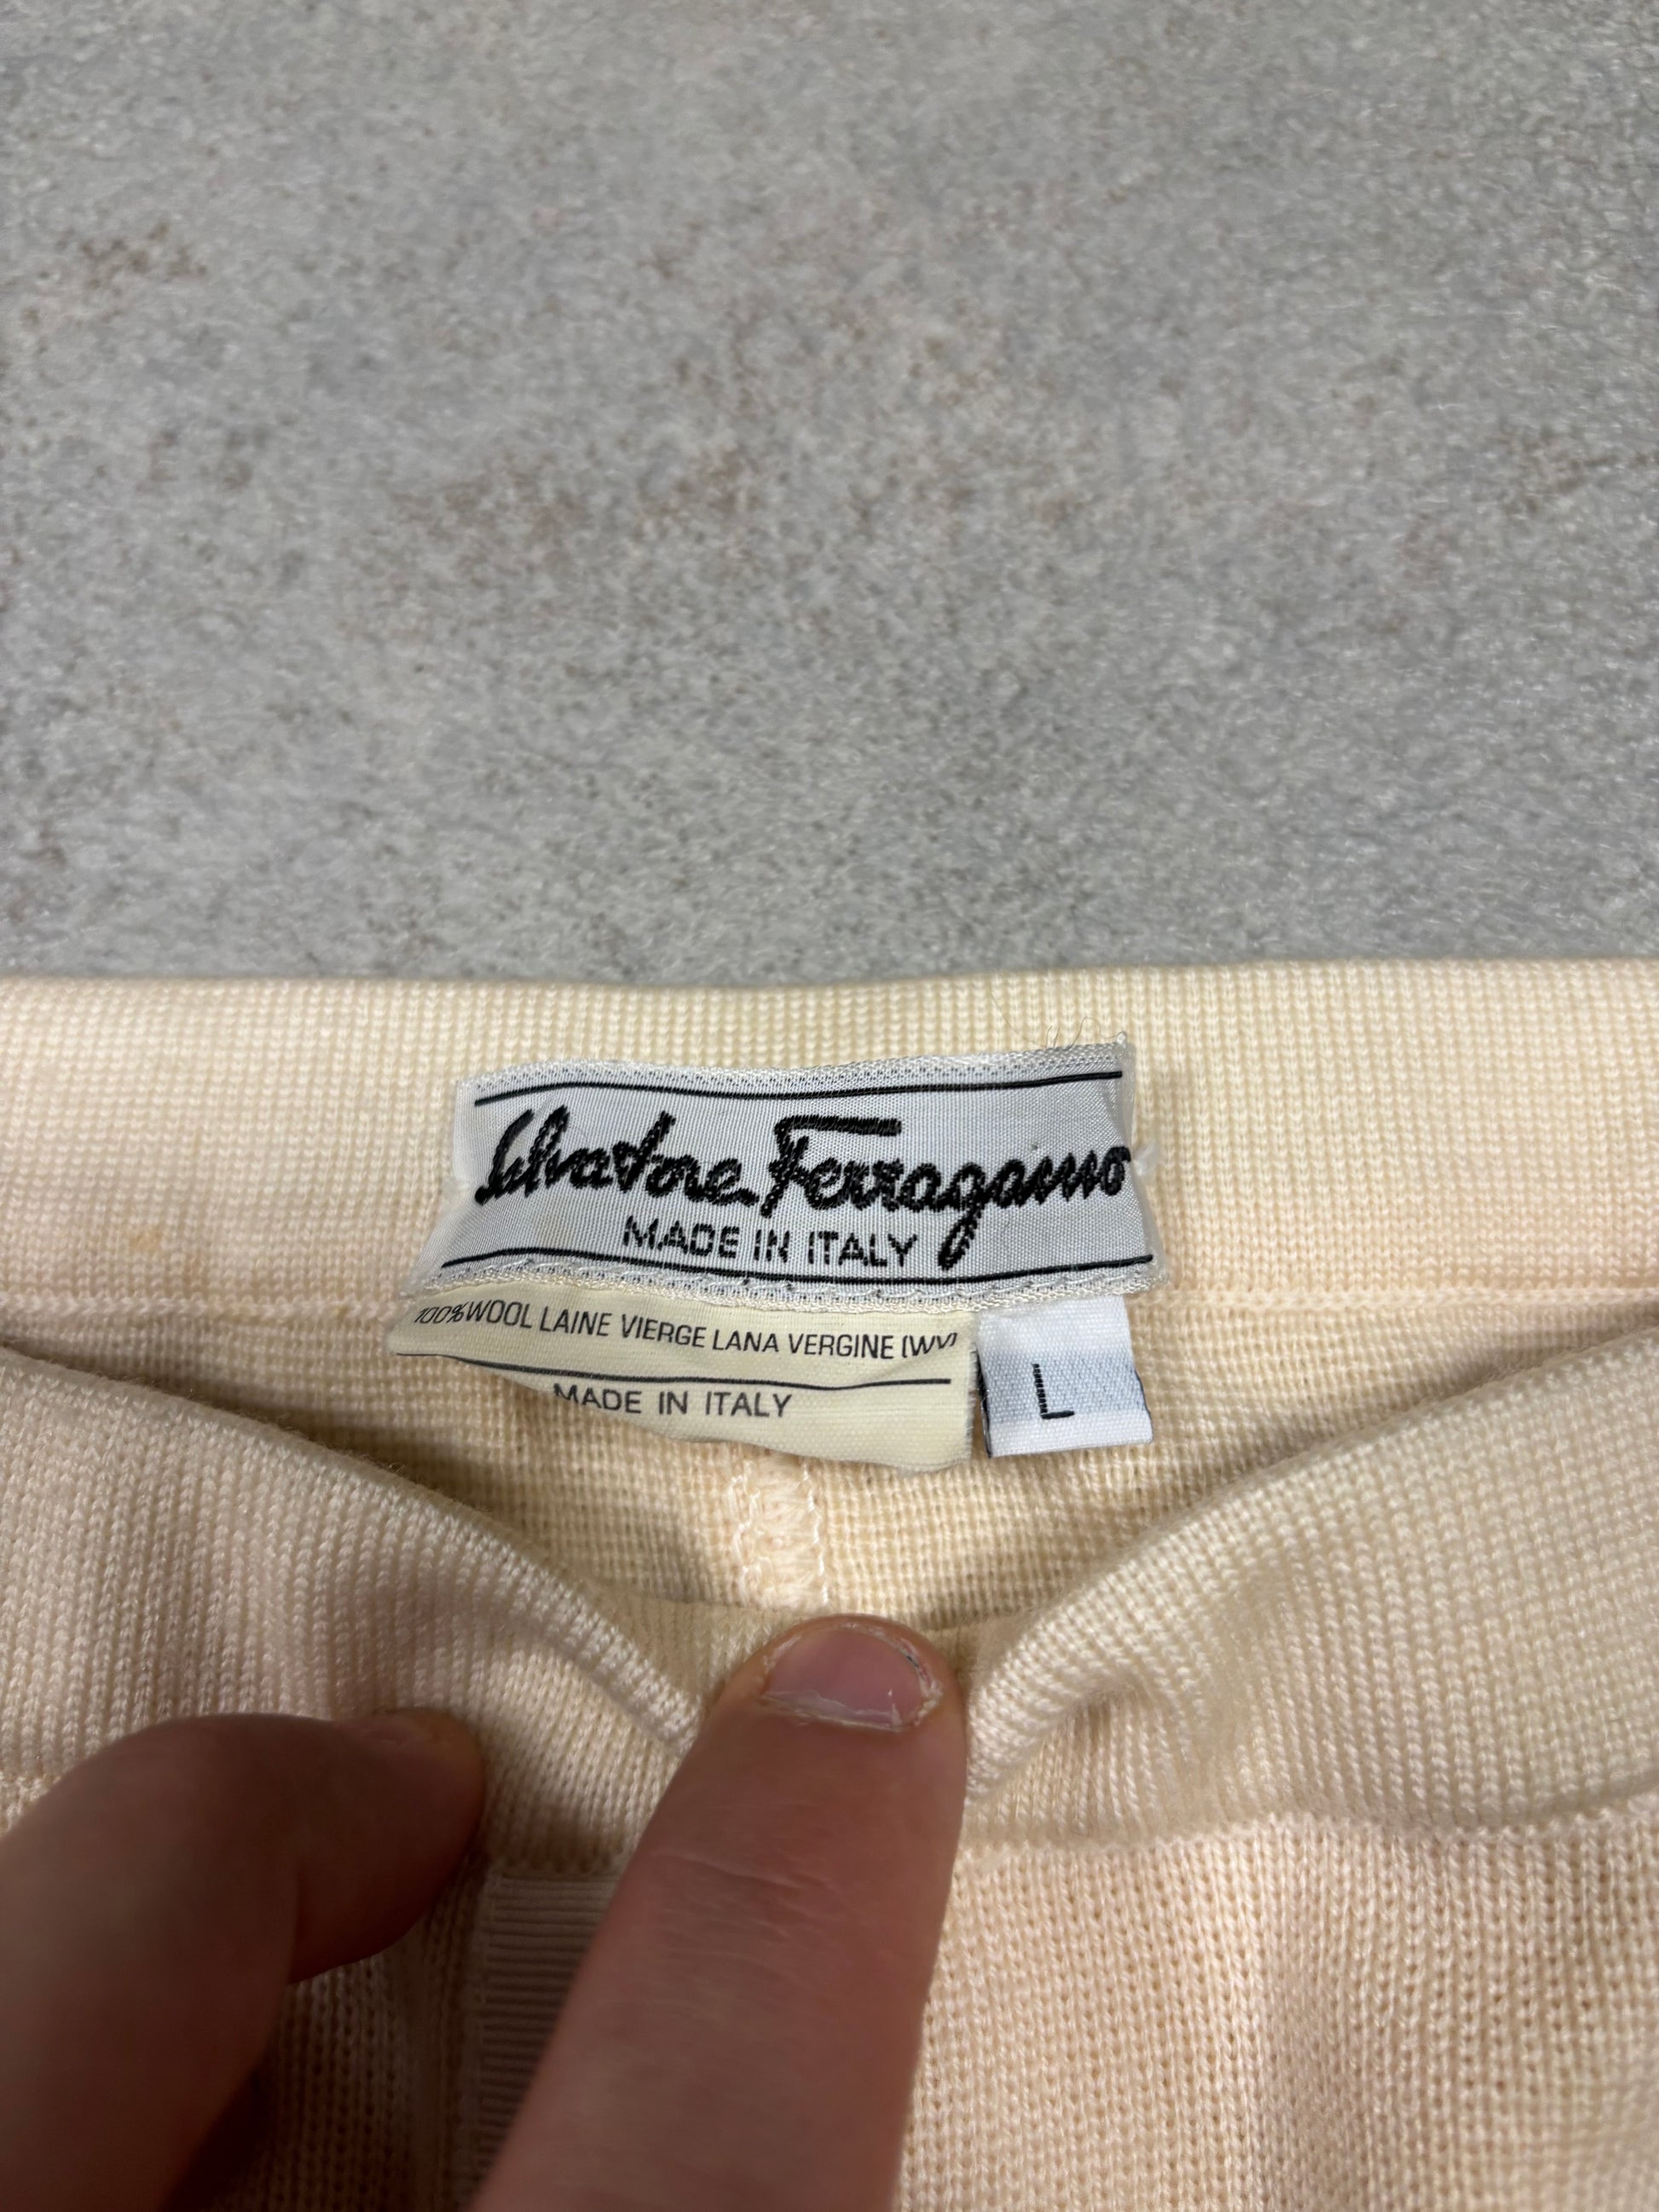 Salvatore Ferragamo
MADE IN ITALY
100% WOOL LAINE VIERGE LANA VERGINE (WV)
MADE IN ITALY
L